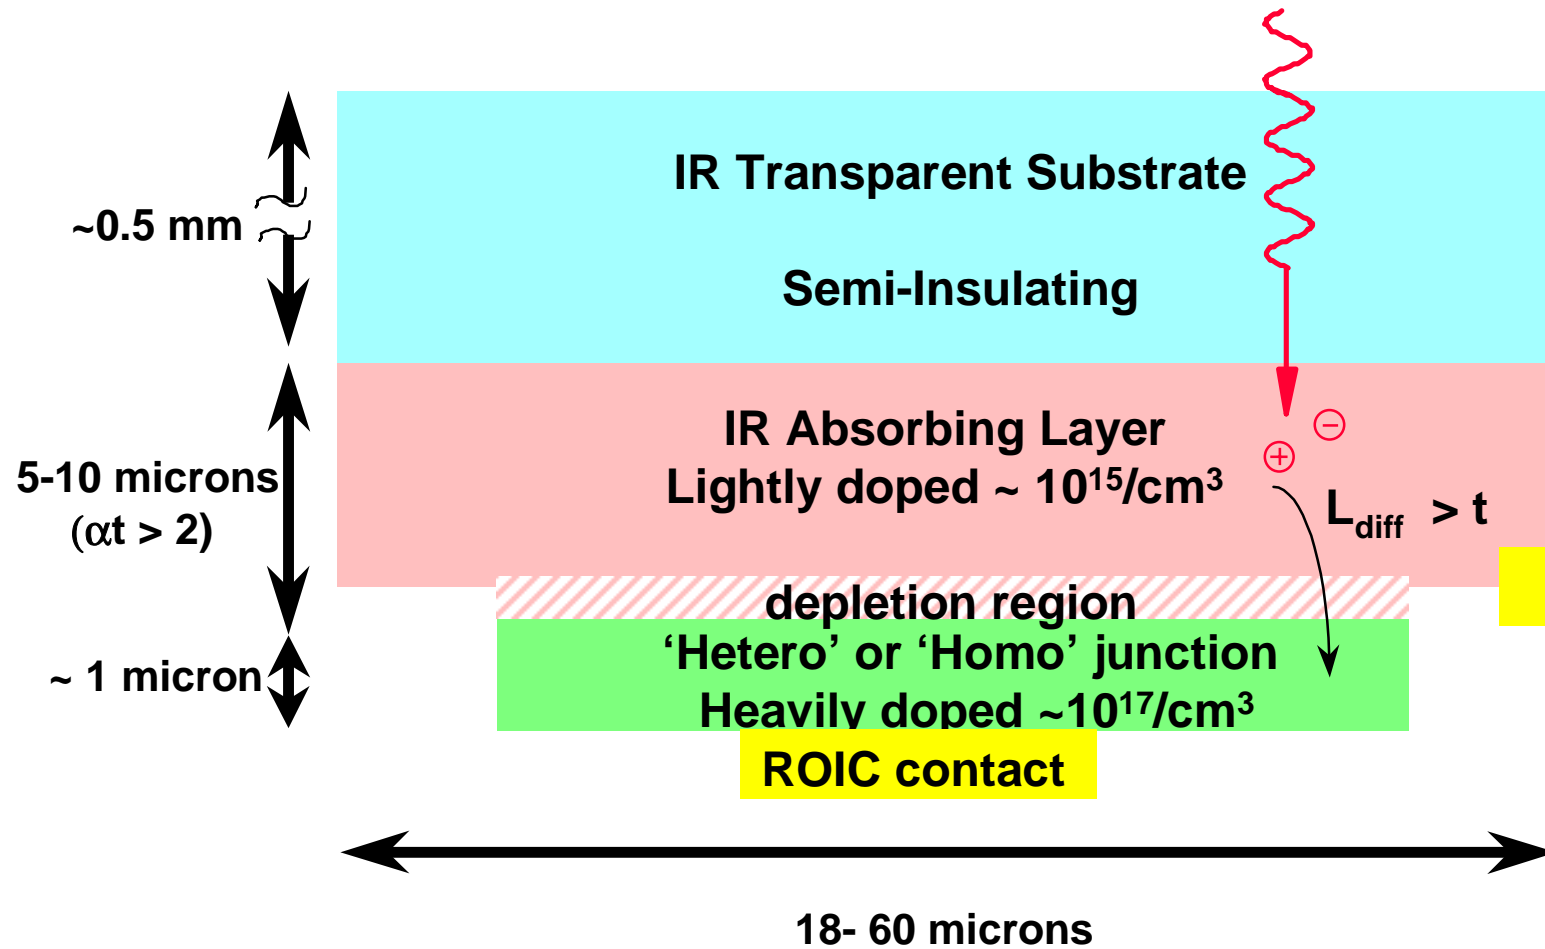 IR Transparent Substrate
~0.5 mm
Semi-Insulating
IR Absorbing Layer
5-10 microns
Lightly doped ~ 10¹⁵/cm³
(αt > 2)
− 
+
L_diff > t
depletion region
‘Hetero’ or ‘Homo’ junction
~ 1 micron
Heavily doped ~10¹⁷/cm³
ROIC contact
18- 60 microns